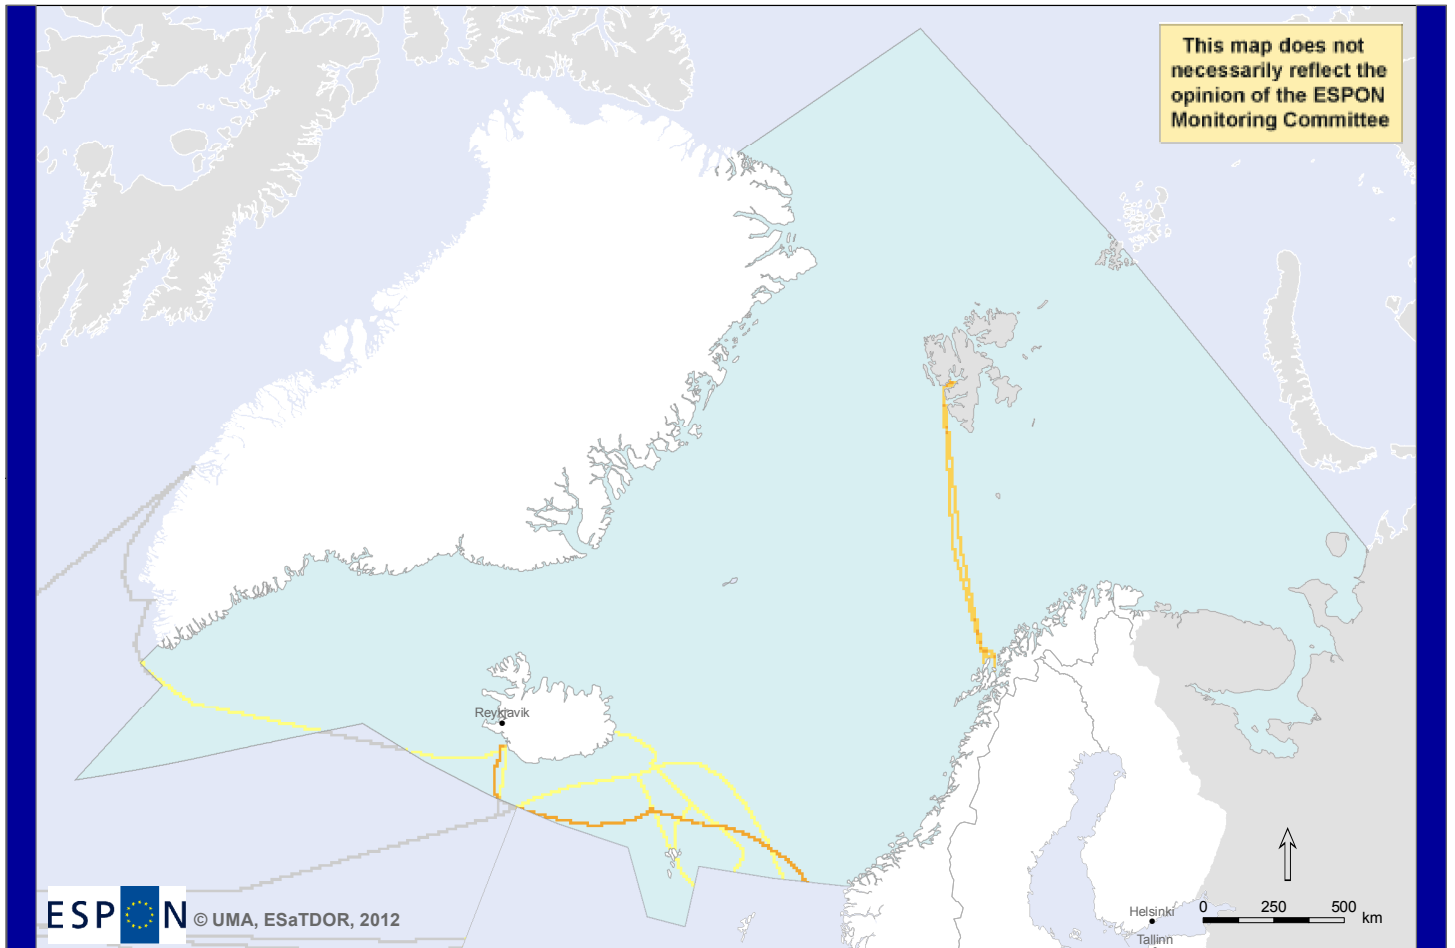 This map does not
necessarily reflect the
opinion of the ESPON
Monitoring Committee
Reykjavik
Helsinki
Tallinn
0 250 500
km
ESPON
© UMA, ESaTDOR, 2012